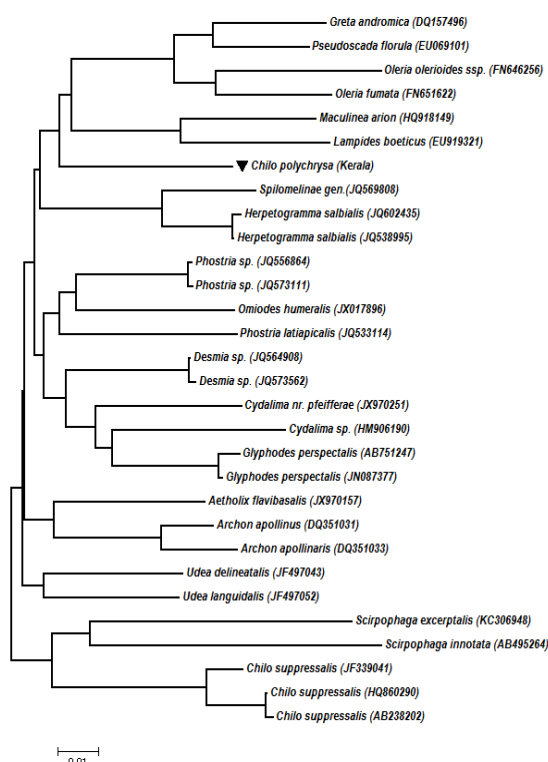 Greta andromica (DQ157496)
Pseudoscada florula (EU069101)
Oleria olerioides ssp. (FN646256)
Oleria fumata (FN651622)
Maculinea arion (HQ918149)
Lampides boeticus (EU919321)
Chilo polychrysa (Kerala)
Spilomelinae gen.(JQ569808)
Herpetogramma salbialis (JQ602435)
Herpetogramma salbialis (JQ538995)
Phostria sp. (JQ556864)
Phostria sp. (JQ573111)
Omiodes humeralis (JX017896)
Phostria latiapicalis (JQ533114)
Desmia sp. (JQ564908)
Desmia sp. (JQ573562)
Cydalima nr. pfeifferae (JX970251)
Cydalima sp. (HM906190)
Glyphodes perspectalis (AB751247)
Glyphodes perspectalis (JN087377)
Aetholix flavibasalis (JX970157)
Archon apollinus (DQ351031)
Archon apollinaris (DQ351033)
Udea delineatalis (JF497043)
Udea languidalis (JF497052)
Scirpophaga excerptalis (KC306948)
Scirpophaga innotata (AB495264)
Chilo suppressalis (JF339041)
Chilo suppressalis (HQ860290)
Chilo suppressalis (AB238202)
0.01